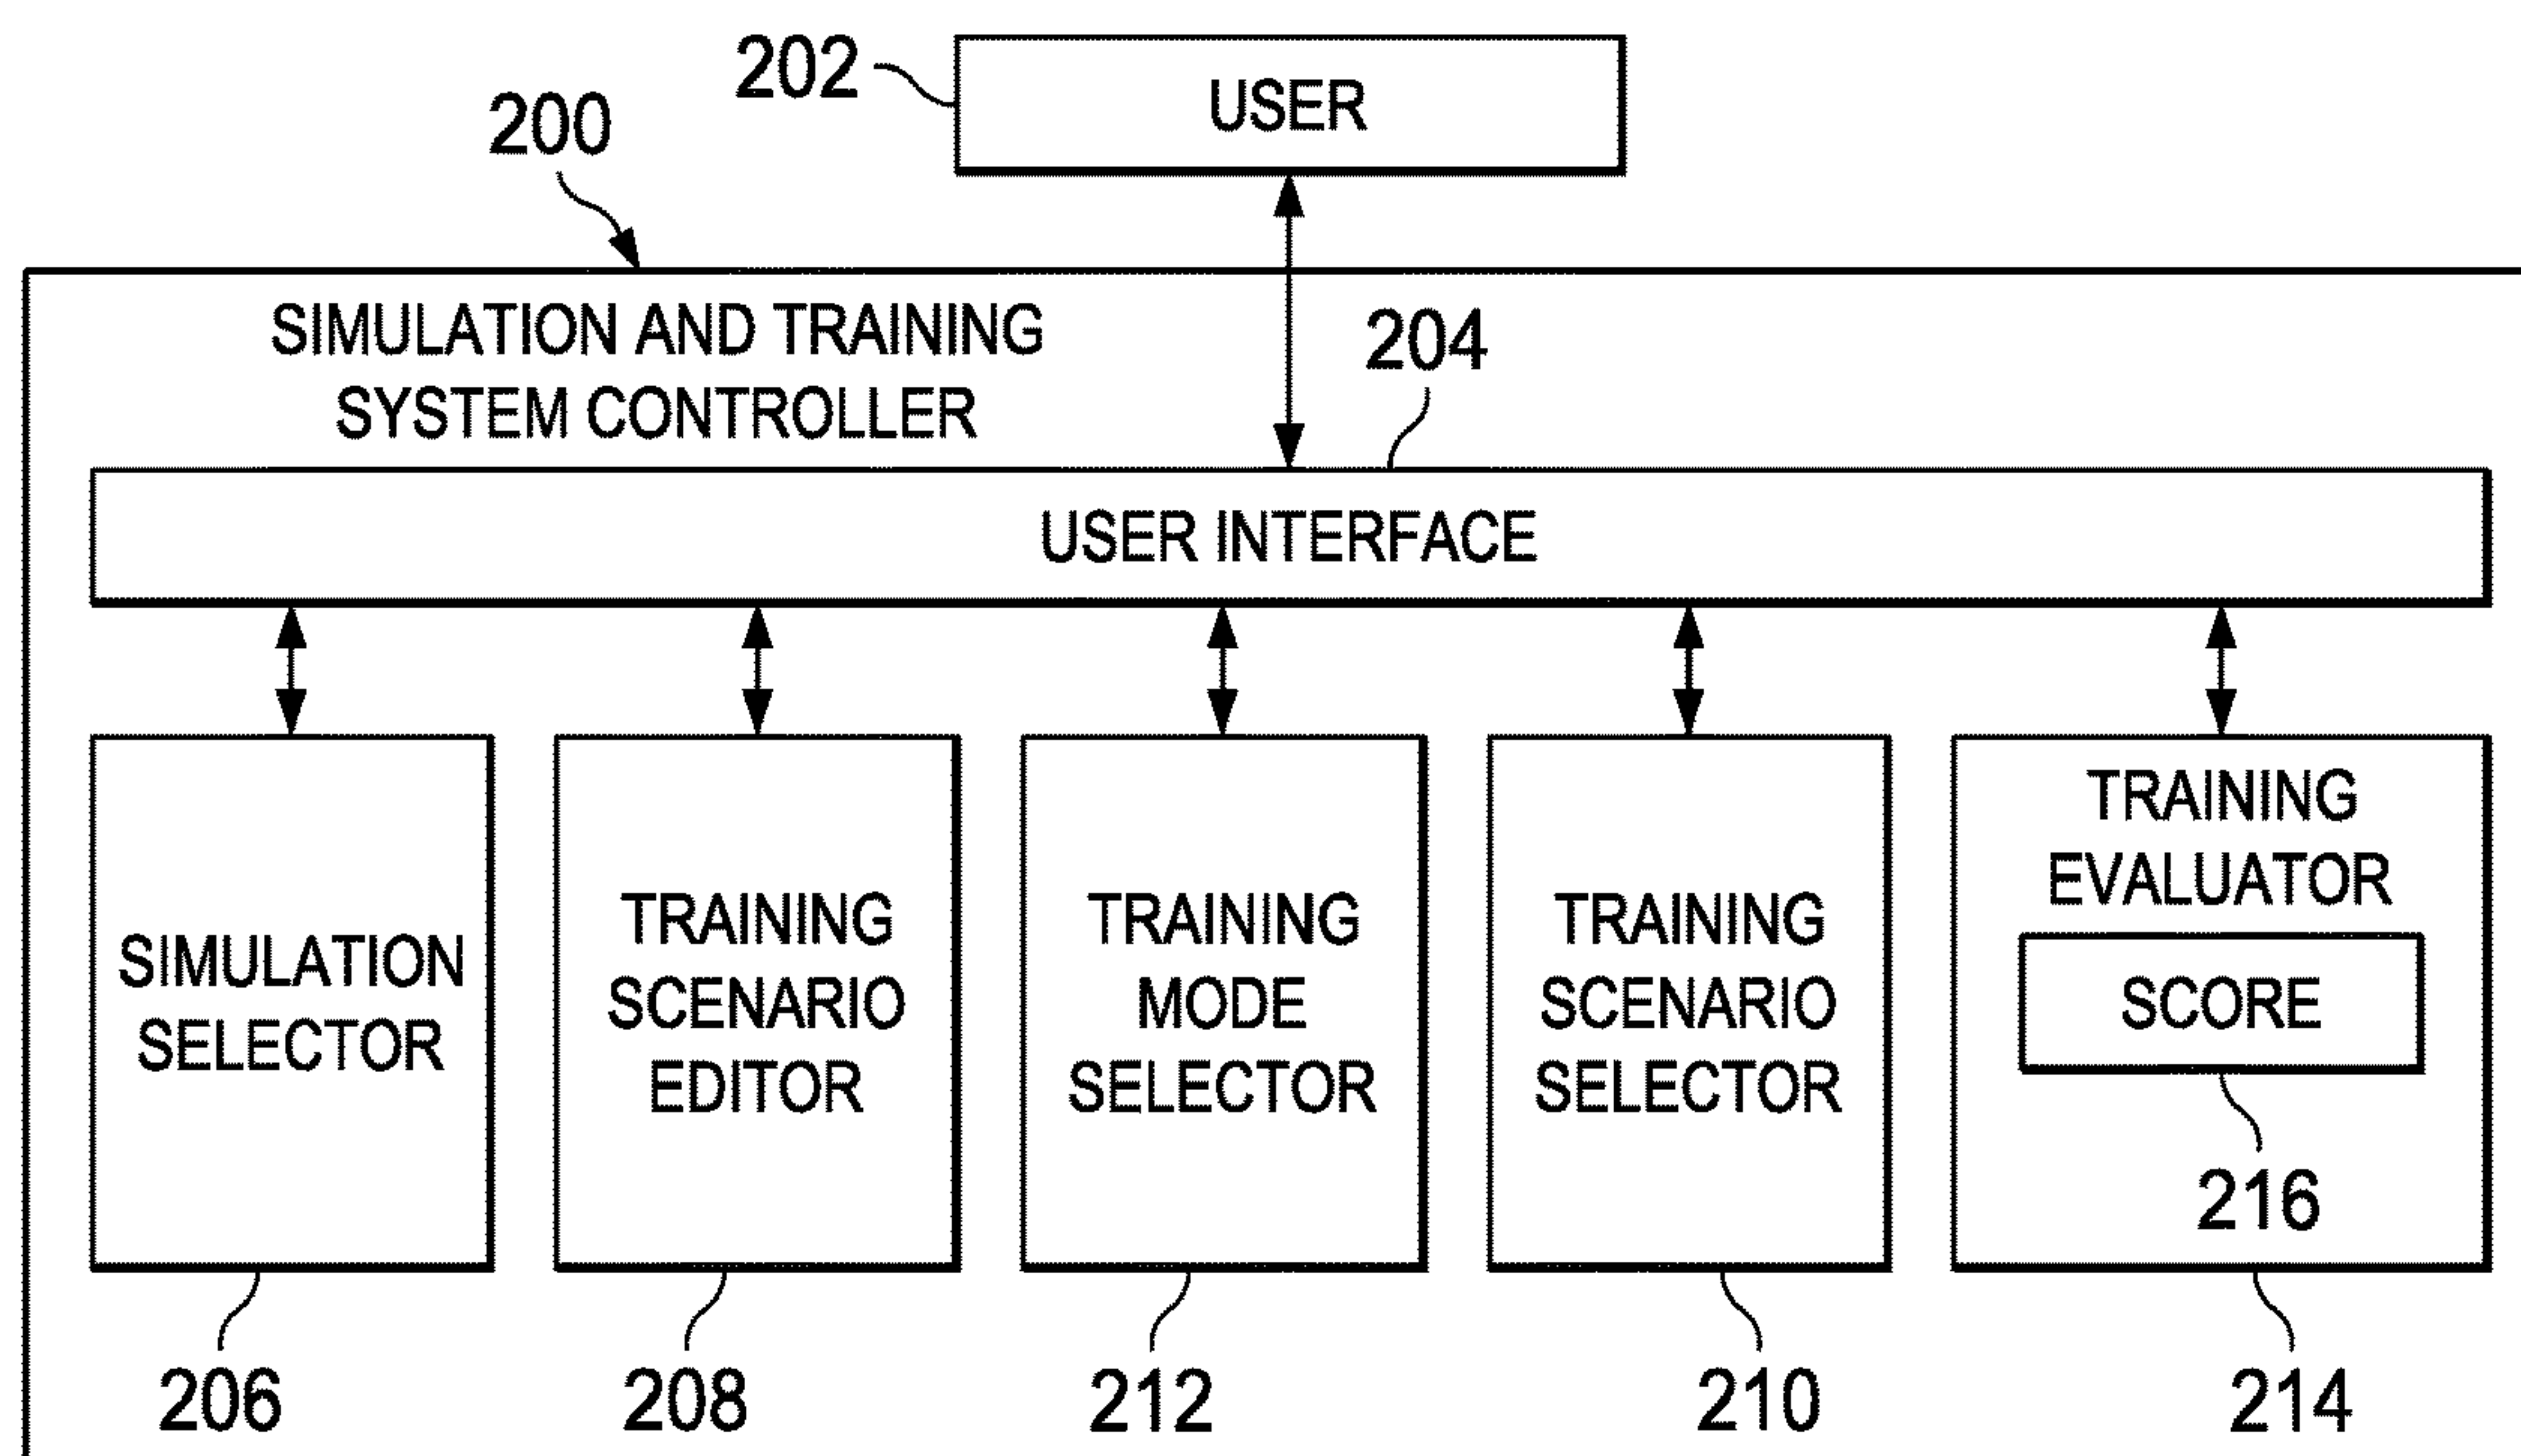 202
USER
200
SIMULATION AND TRAINING
SYSTEM CONTROLLER
204
USER INTERFACE
SIMULATION
SELECTOR
TRAINING
SCENARIO
EDITOR
TRAINING
MODE
SELECTOR
TRAINING
SCENARIO
SELECTOR
TRAINING
EVALUATOR
SCORE
216
206
208
212
210
214